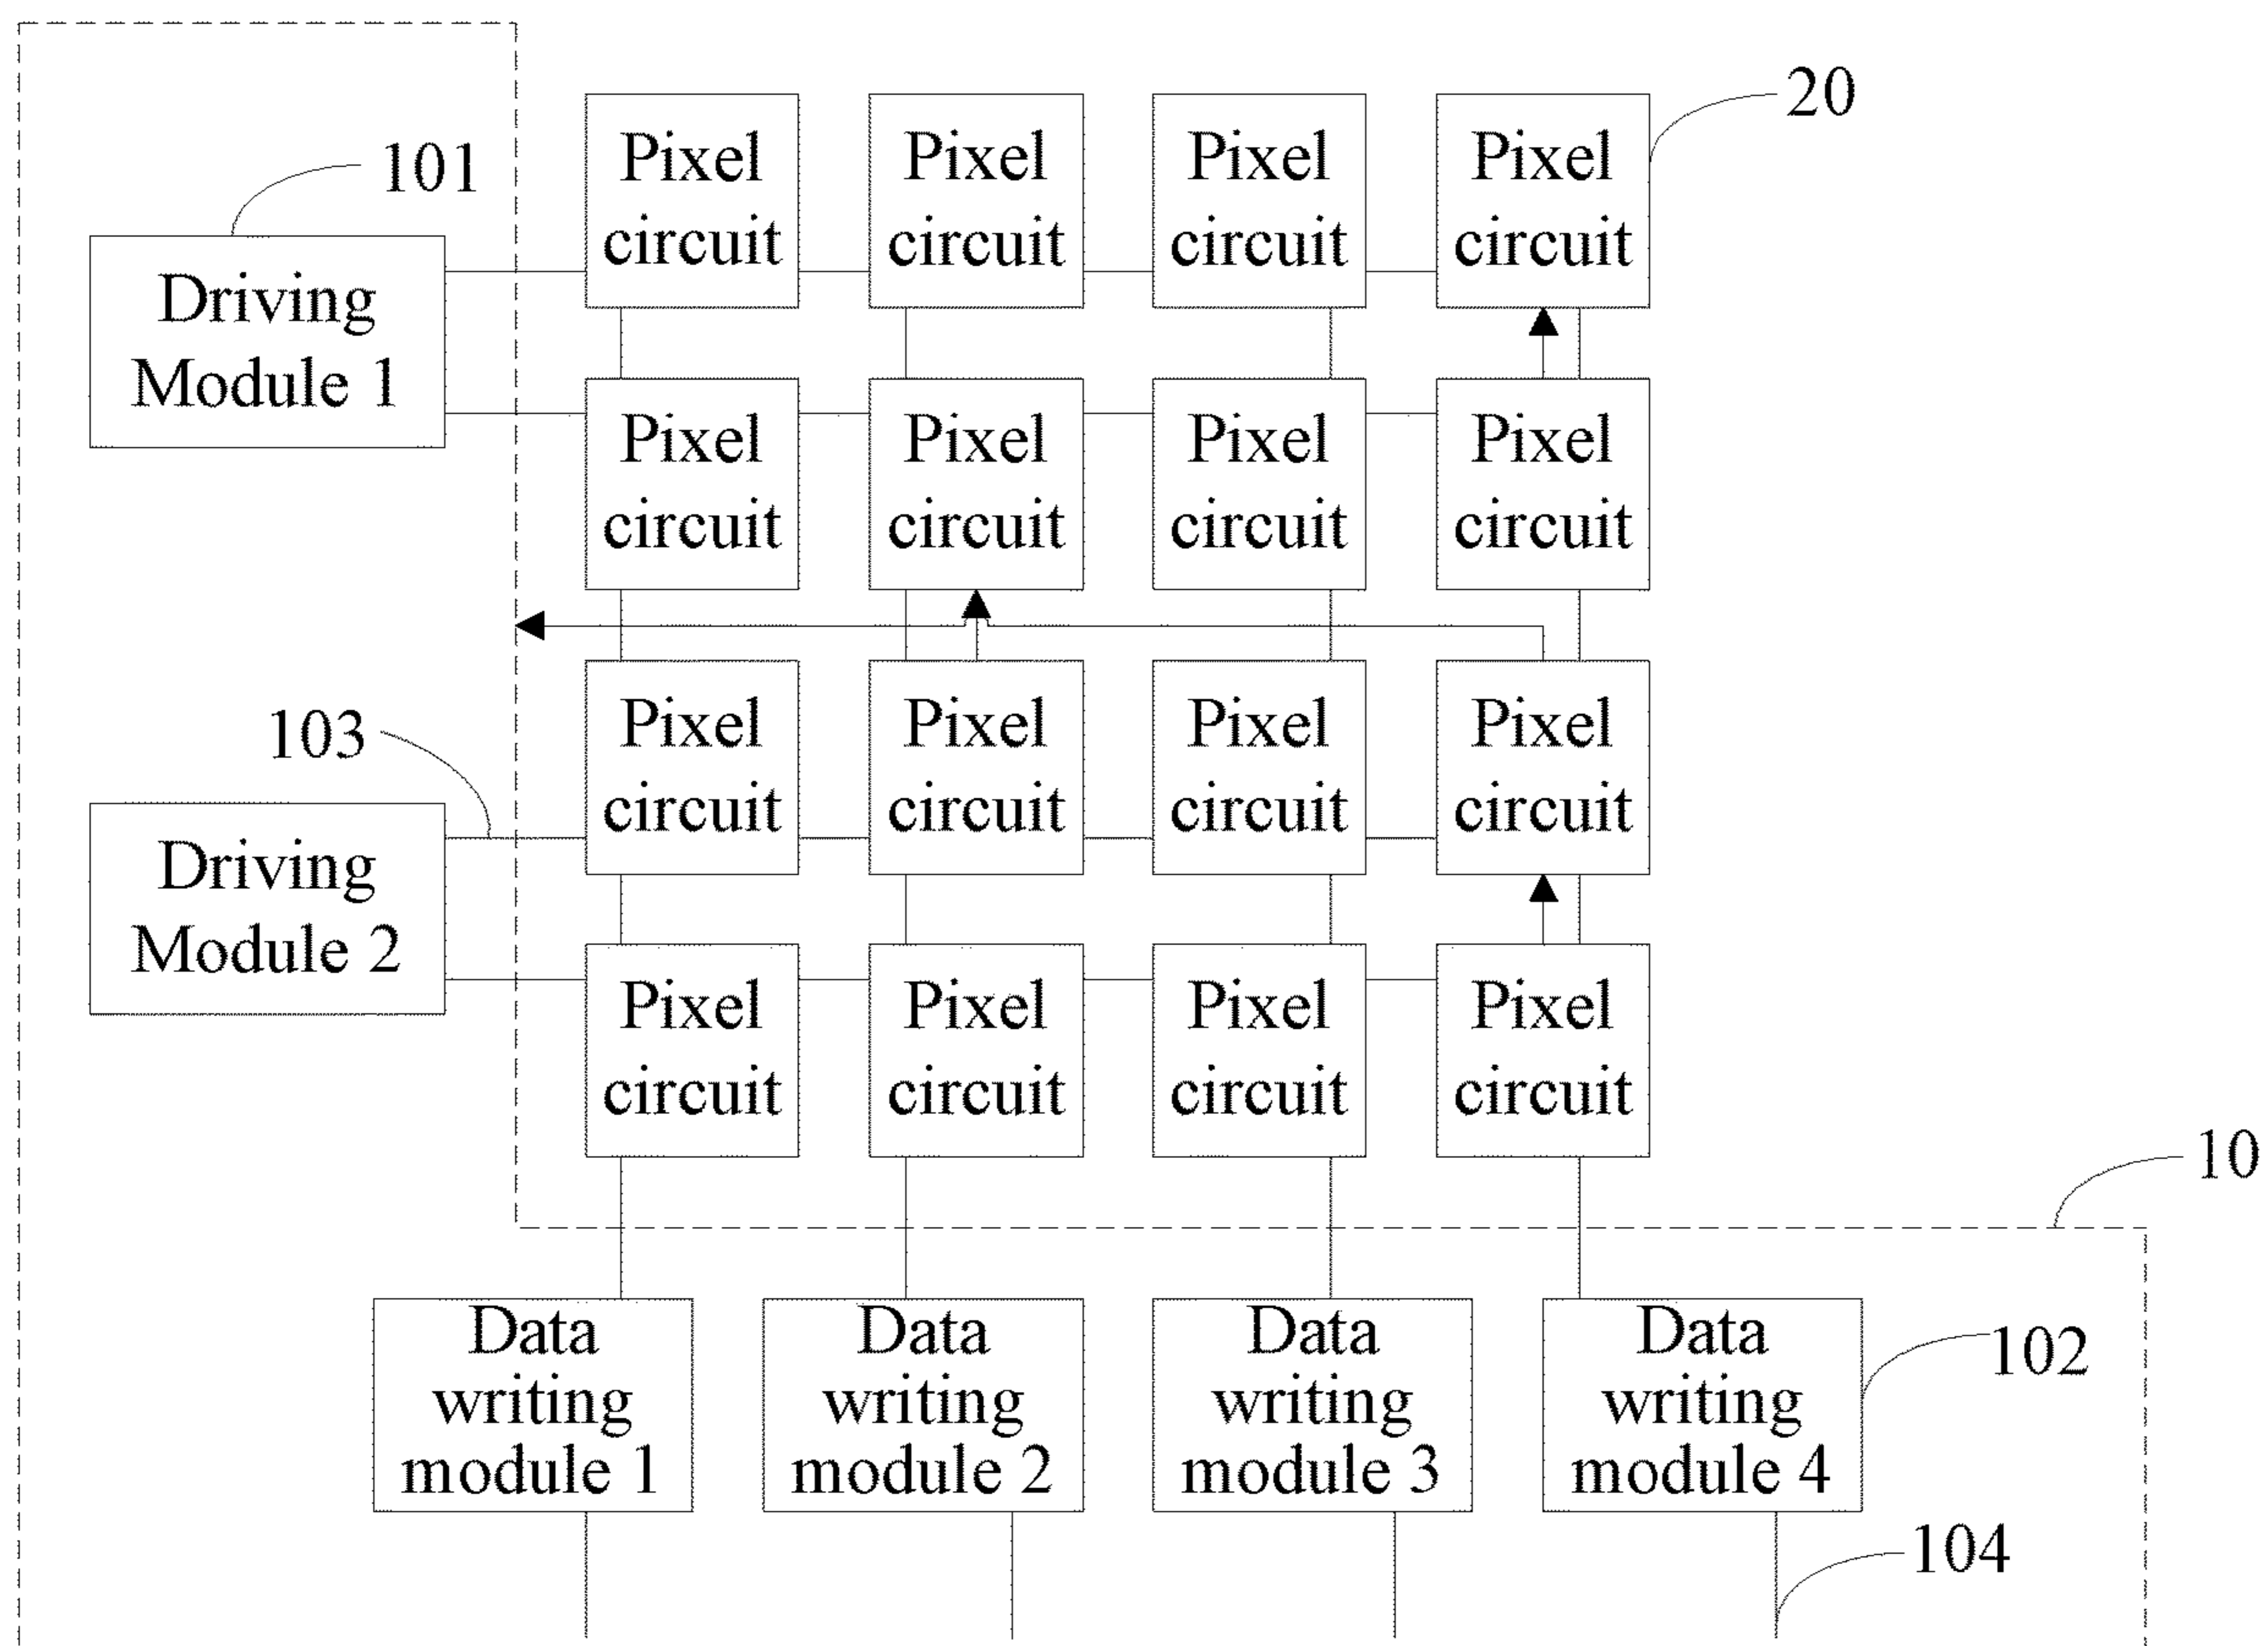 20
Pixel
circuit
Pixel
circuit
Pixel
circuit
Pixel
circuit
101
Driving
Module 1
Pixel
circuit
Pixel
circuit
Pixel
circuit
Pixel
circuit
103
Pixel
circuit
Pixel
circuit
Pixel
circuit
Pixel
circuit
Driving
Module 2
Pixel
circuit
Pixel
circuit
Pixel
circuit
Pixel
circuit
10
Data
writing
module 1
Data
writing
module 2
Data
writing
module 3
Data
writing
module 4
102
104